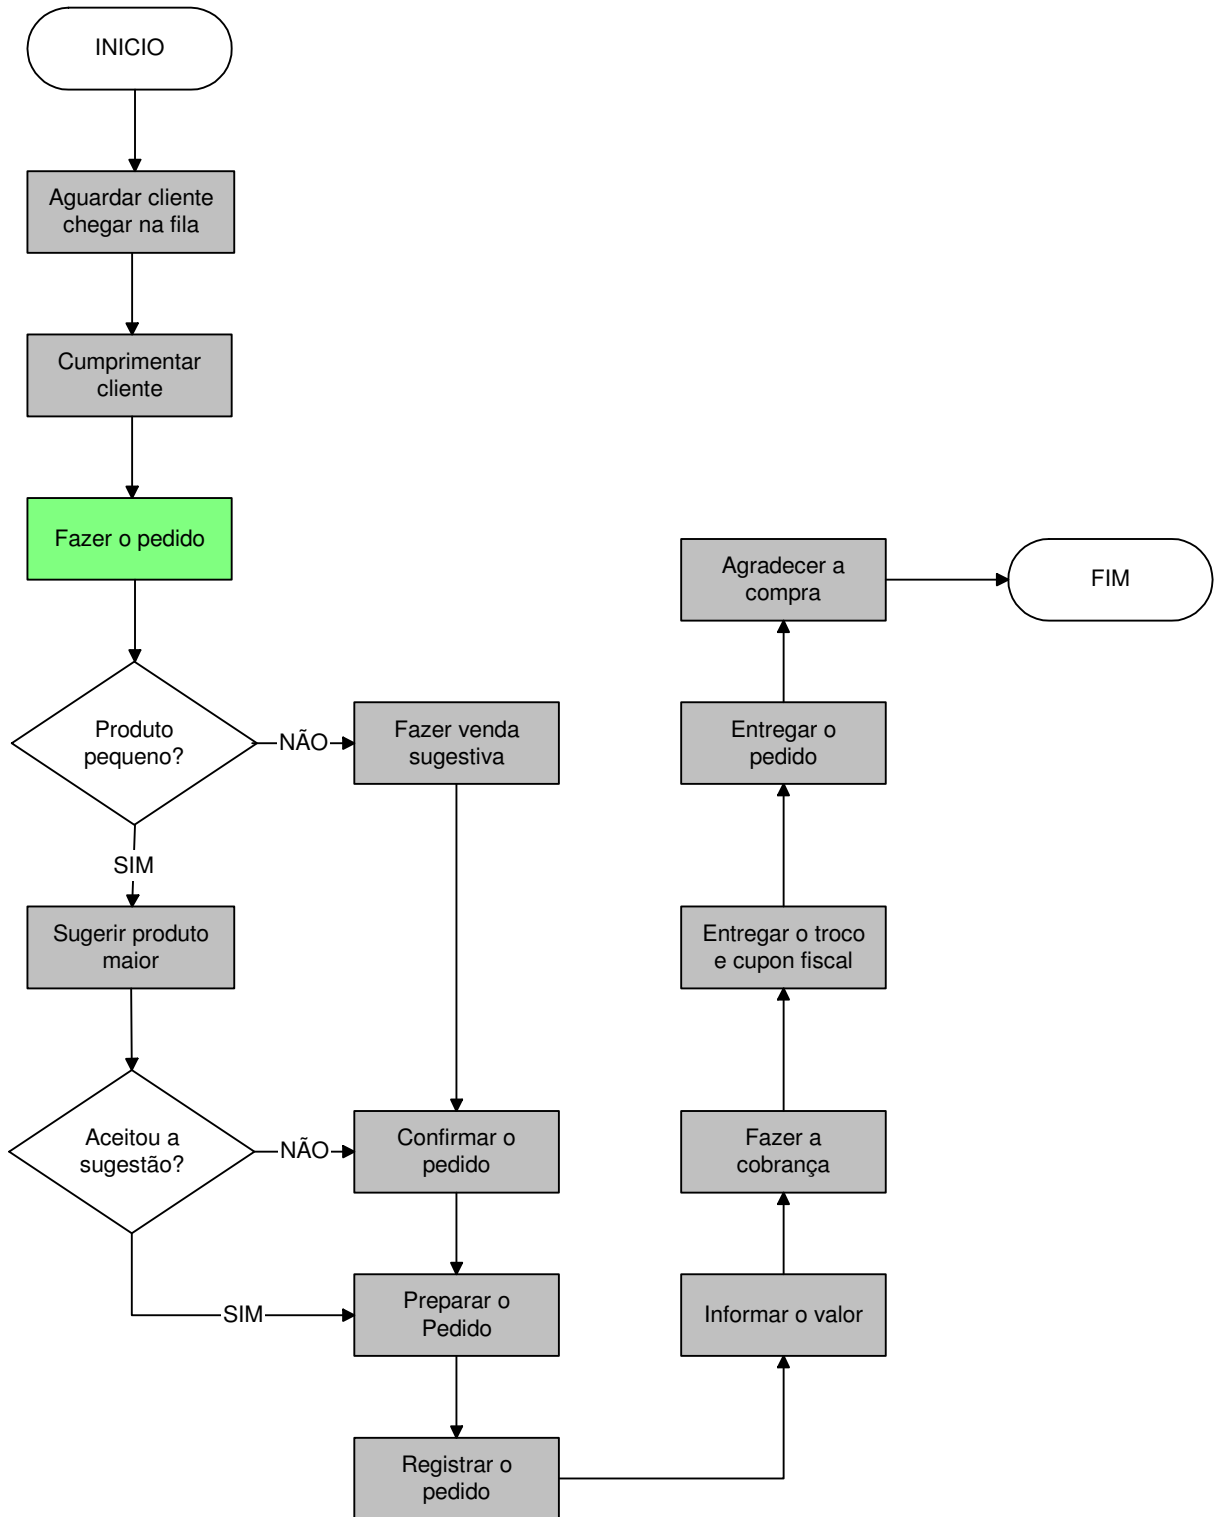 INICIO
Aguardar cliente
chegar na fila
Cumprimentar
cliente
Fazer o pedido
Produto
pequeno?
NÃO
Fazer venda
sugestiva
SIM
Sugerir produto
maior
Aceitou a
sugestão?
NÃO
Confirmar o
pedido
SIM
Preparar o
Pedido
Registrar o
pedido
Informar o valor
Fazer a
cobrança
Entregar o troco
e cupon fiscal
Entregar o
pedido
Agradecer a
compra
FIM